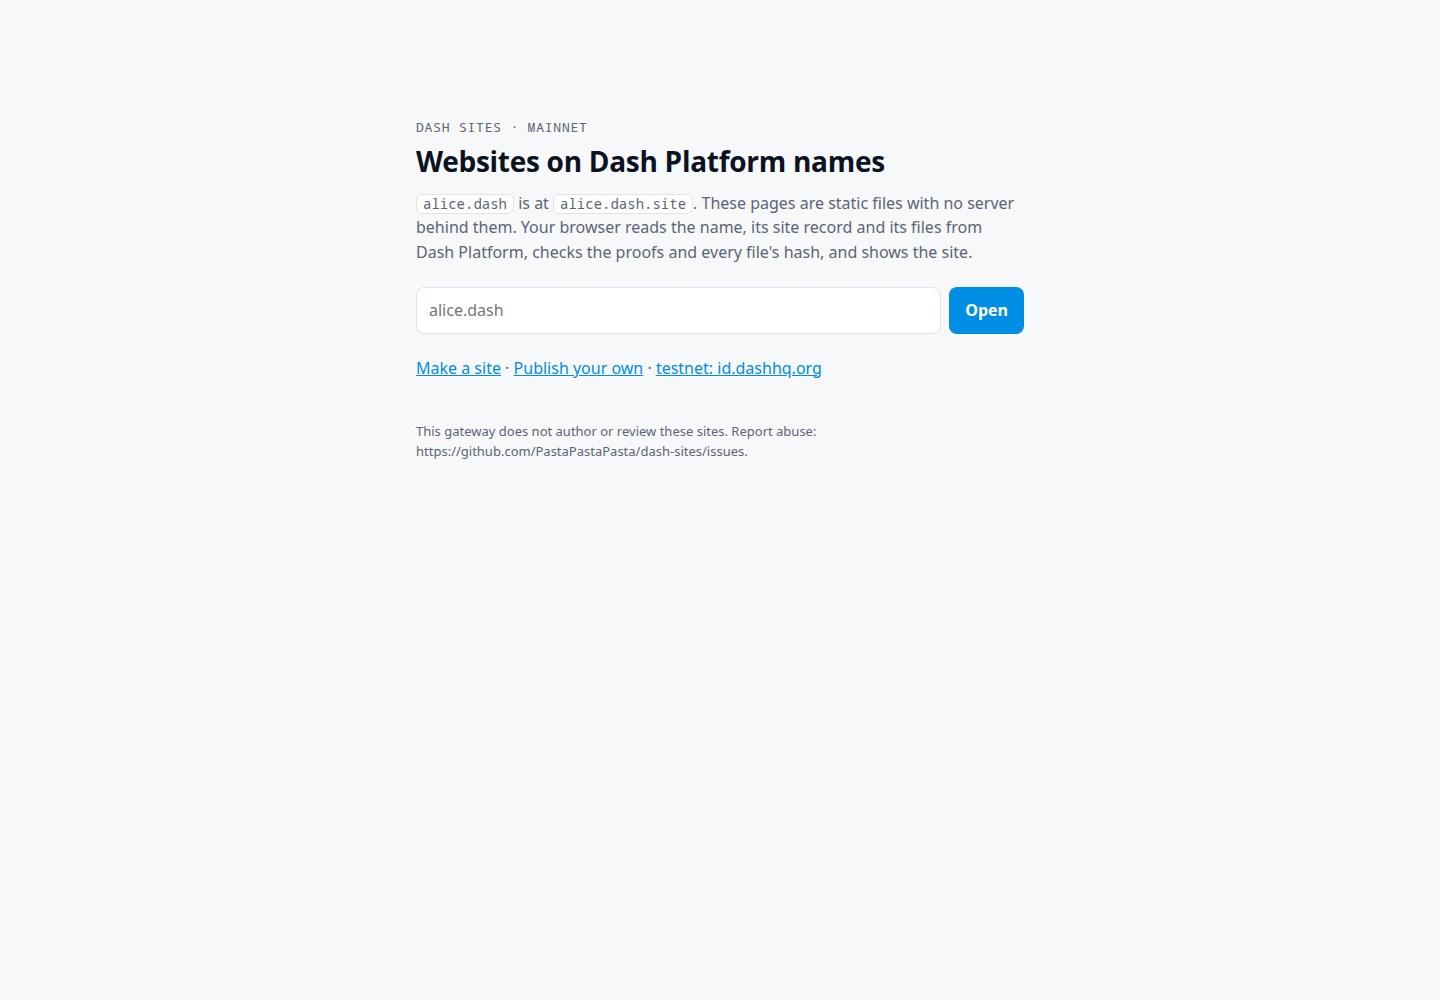 DASH SITES · MAINNET
Websites on Dash Platform names
alice.dash is at alice.dash.site. These pages are static files with no server
behind them. Your browser reads the name, its site record and its files from
Dash Platform, checks the proofs and every file's hash, and shows the site.
alice.dash
Open
Make a site · Publish your own · testnet: id.dashhq.org
This gateway does not author or review these sites. Report abuse:
https://github.com/PastaPastaPasta/dash-sites/issues.